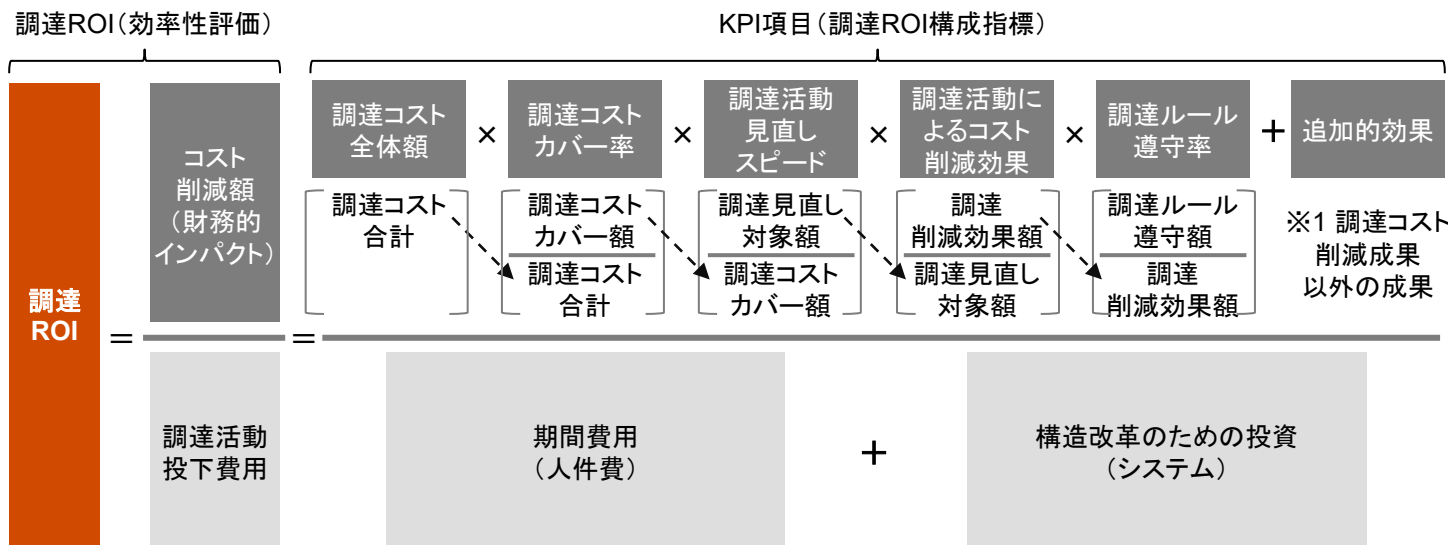 調達ROI（効率性評価）
KPI項目（調達ROI構成指標）
調達
ROI
=
コスト
削減額
（財務的
インパクト）
調達活動
投下費用
=
調達コスト
全体額
×
調達コスト
カバー率
×
調達活動
見直し
スピード
×
調達活動に
よるコスト
削減効果
×
調達ルール
遵守率
+
追加的効果
調達コスト
合計
調達コスト
カバー額
調達コスト
合計
調達見直し
対象額
調達コスト
カバー額
調達
削減効果額
調達見直し
対象額
調達ルール
遵守額
調達
削減効果額
※1 調達コスト
削減成果
以外の成果
期間費用
（人件費）
+
構造改革のための投資
（システム）